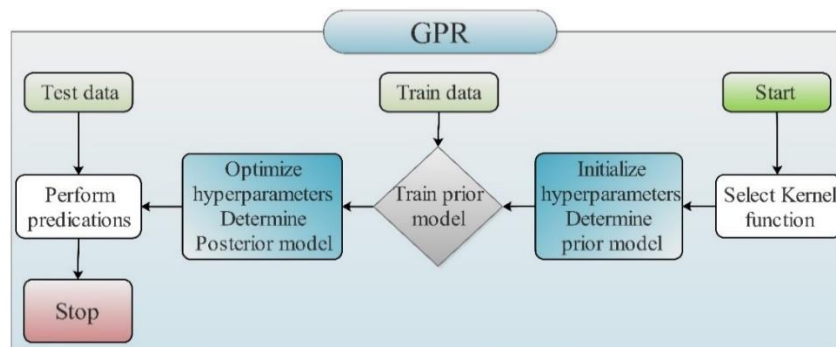 GPR
Test data
Train data
Start
Perform
predications
Optimize
hyperparameters
Determine
Posterior model
Train prior
model
Initialize
hyperparameters
Determine
prior model
Select Kernel
function
Stop